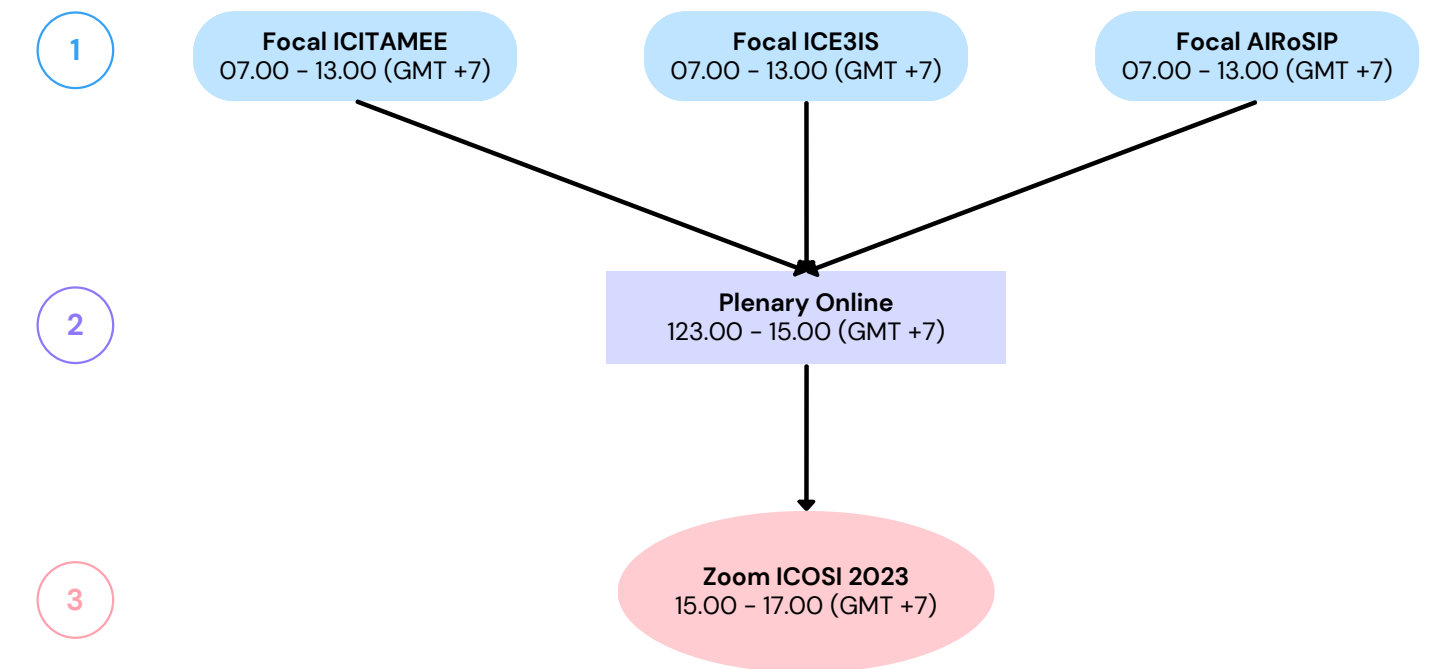 1
Focal ICITAMEE
07.00 - 13.00 (GMT +7)
Focal ICE3IS
07.00 - 13.00 (GMT +7)
Focal AIRoSIP
07.00 - 13.00 (GMT +7)
2
Plenary Online
123.00 - 15.00 (GMT +7)
3
Zoom ICOSI 2023
15.00 - 17.00 (GMT +7)